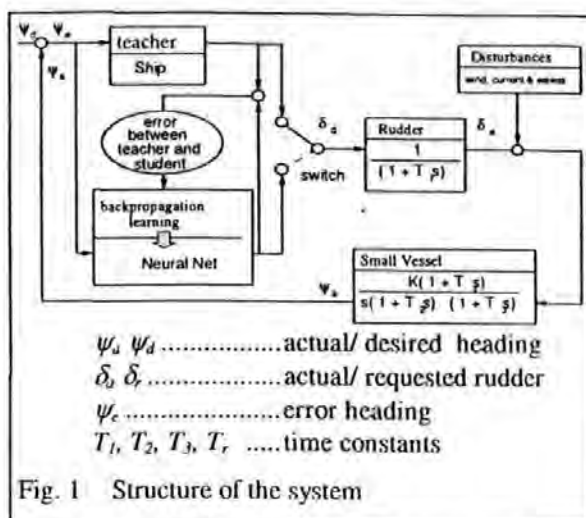 Ψd Ψe
Ψa
teacher
Ship
error
between
teacher and
student
backpropagation
learning
Neural Net
δd
switch
Rudder
1
(1 + T s)
δa
Disturbances
wind, current & waves
Small Vessel
K(1 + T s)
s(1 + T s) (1 + T s)
Ψa
ψa ψd .................actual/ desired heading
δa δr .................actual/ requested rudder
ψe .....................error heading
T1, T2, T3, Tr .....time constants
Fig. 1 Structure of the system